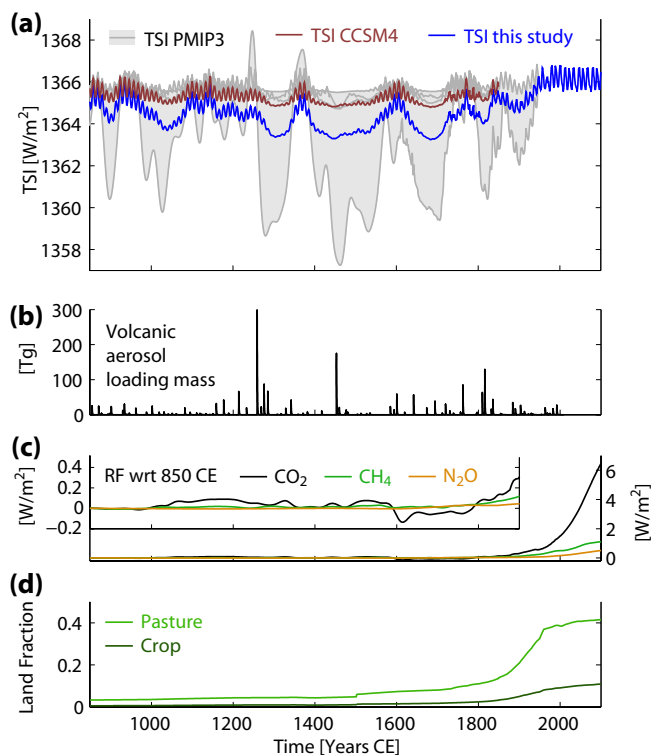 (a)
TSI PMIP3 TSI CCSM4 TSI this study
1368
1366
1364
1362
1360
1358
TSI [W/m²]
(b)
Volcanic
aerosol
loading mass
300
200
100
0
[Tg]
(c)
RF wrt 850 CE CO₂ CH₄ N₂O
0.4
0.2
0
−0.2
[W/m²]
6
4
2
0
[W/m²]
(d)
Pasture
Crop
0.4
0.2
0
Land Fraction
1000 1200 1400 1600 1800 2000
Time [Years CE]